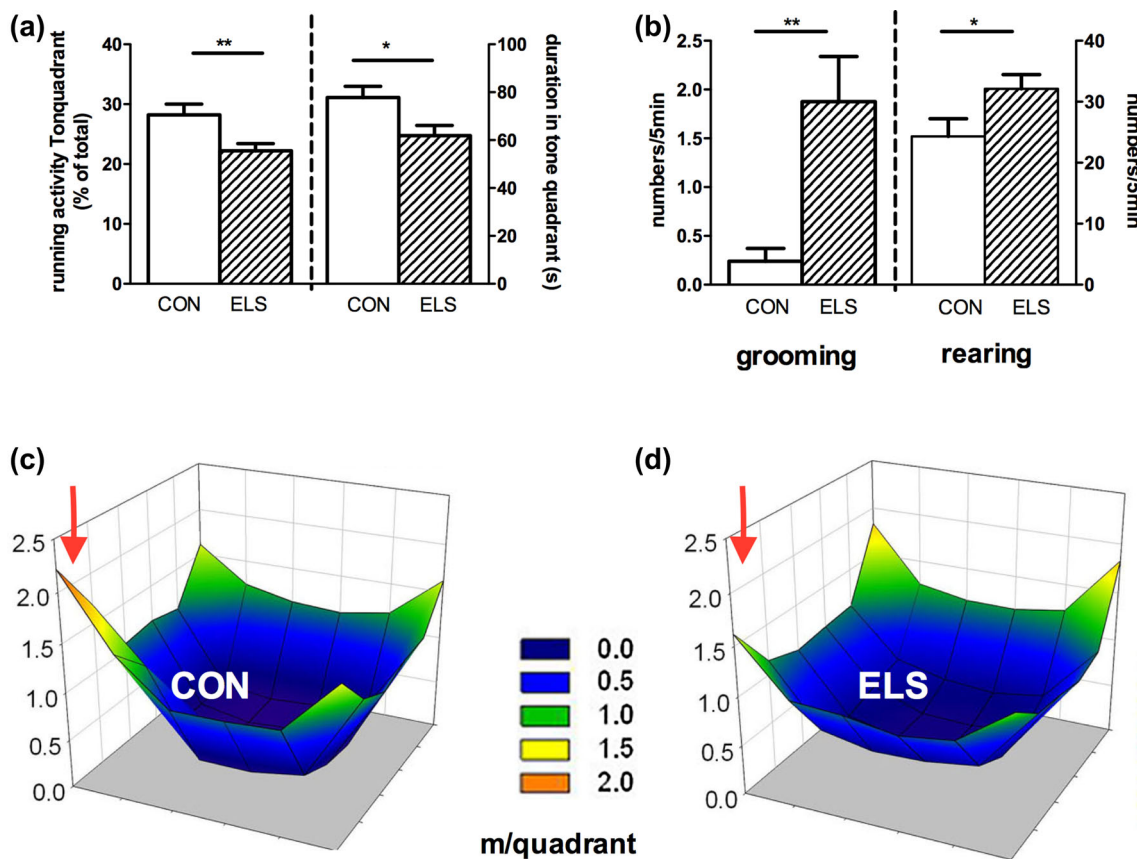 (a)
running activity Tonquadrant
(% of total)
40
30
20
10
0
**
*
100
80
60
40
20
0
duration in tone quadrant (s)
CON
ELS
CON
ELS
(b)
numbers/5min
2.5
2.0
1.5
1.0
0.5
0.0
**
*
40
30
20
10
0
numbers/5min
CON
ELS
CON
ELS
grooming
rearing
(c)
2.5
2.0
1.5
1.0
0.5
0.0
CON
0.0
0.5
1.0
1.5
2.0
m/quadrant
(d)
2.5
2.0
1.5
1.0
0.5
0.0
ELS